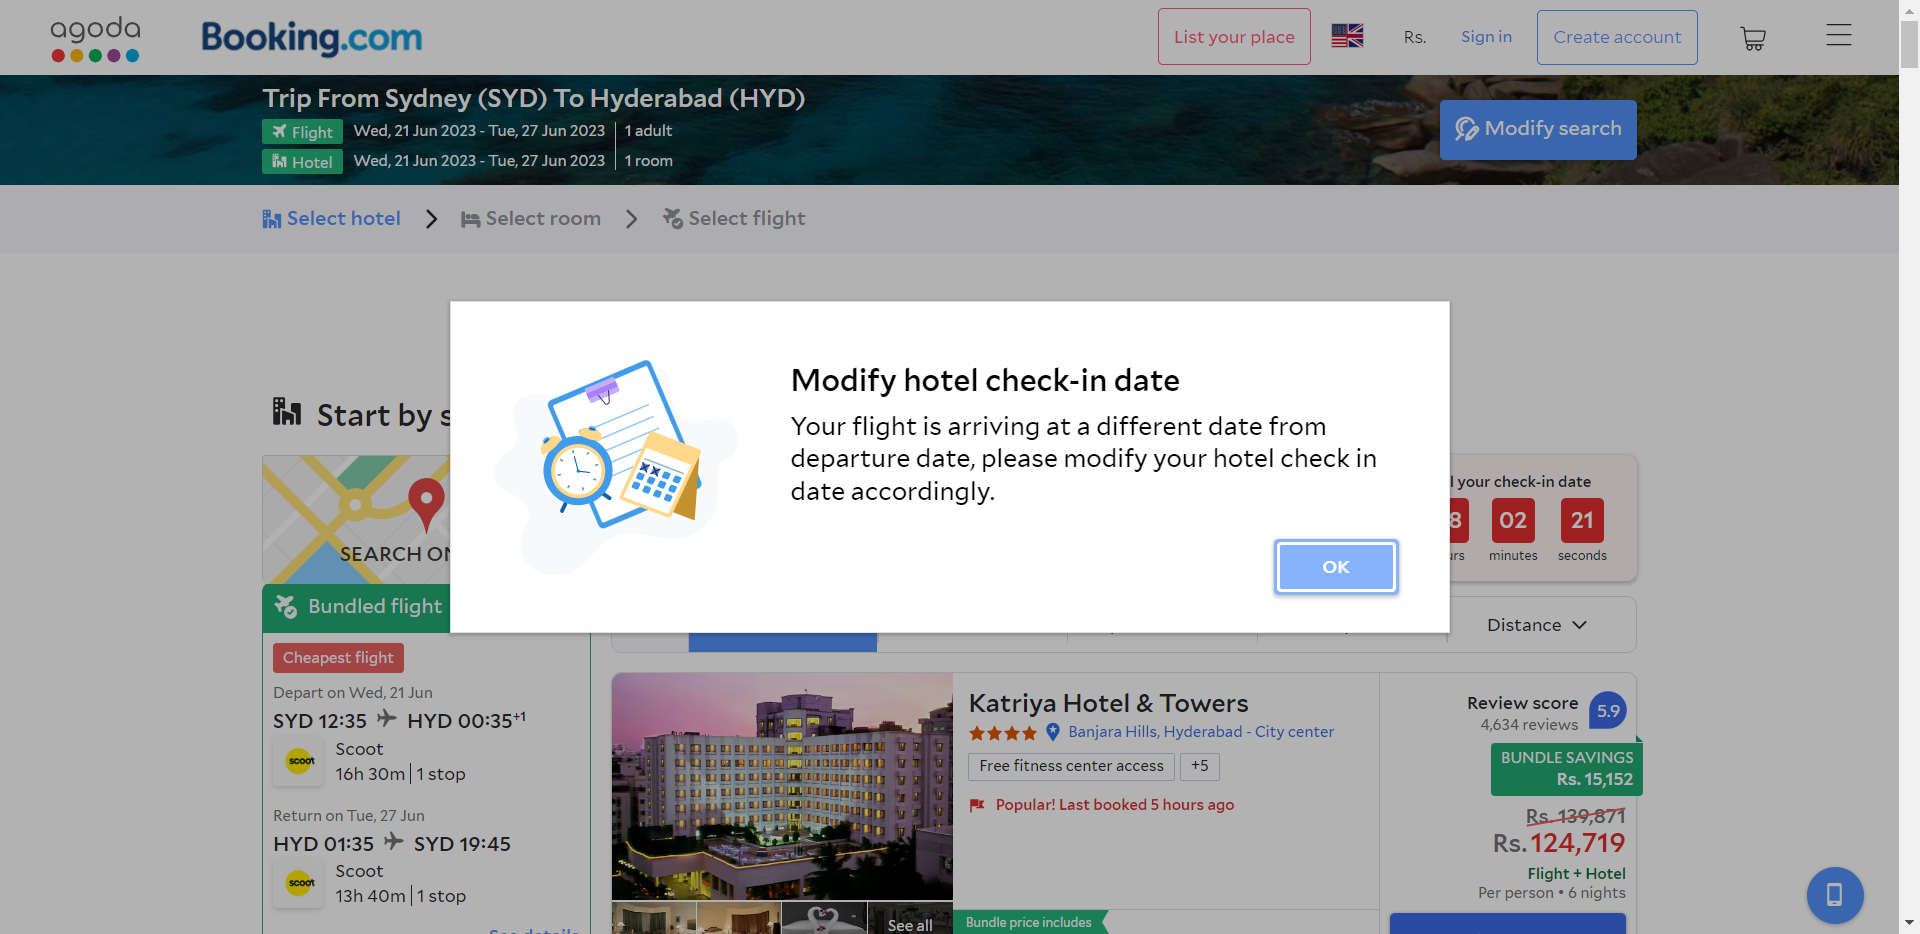 agoda
Booking.com
List your place
Rs.
Sign in
Create account
Trip From Sydney (SYD) To Hyderabad (HYD)
Flight
Wed, 21 Jun 2023 - Tue, 27 Jun 2023
1 adult
Hotel
Wed, 21 Jun 2023 - Tue, 27 Jun 2023
1 room
Modify search
Select hotel
Select room
Select flight
Modify hotel check-in date
Your flight is arriving at a different date from
departure date, please modify your hotel check in
date accordingly.
OK
Start by
SEARCH
your check-in date
8
02
21
minutes
seconds
Bundled flight
Distance
Cheapest flight
Depart on Wed, 21 Jun
SYD 12:35
HYD 00:35+1
scoot
Scoot
16h 30m
1 stop
Return on Tue, 27 Jun
HYD 01:35
SYD 19:45
scoot
Scoot
13h 40m
1 stop
Katriya Hotel & Towers
Banjara Hills, Hyderabad - City center
Free fitness center access
+5
Popular! Last booked 5 hours ago
See all
Bundle price includes
Review score
4,634 reviews
5.9
BUNDLE SAVINGS
Rs. 15,152
Rs. 139,871
Rs. 124,719
Flight + Hotel
Per person • 6 nights